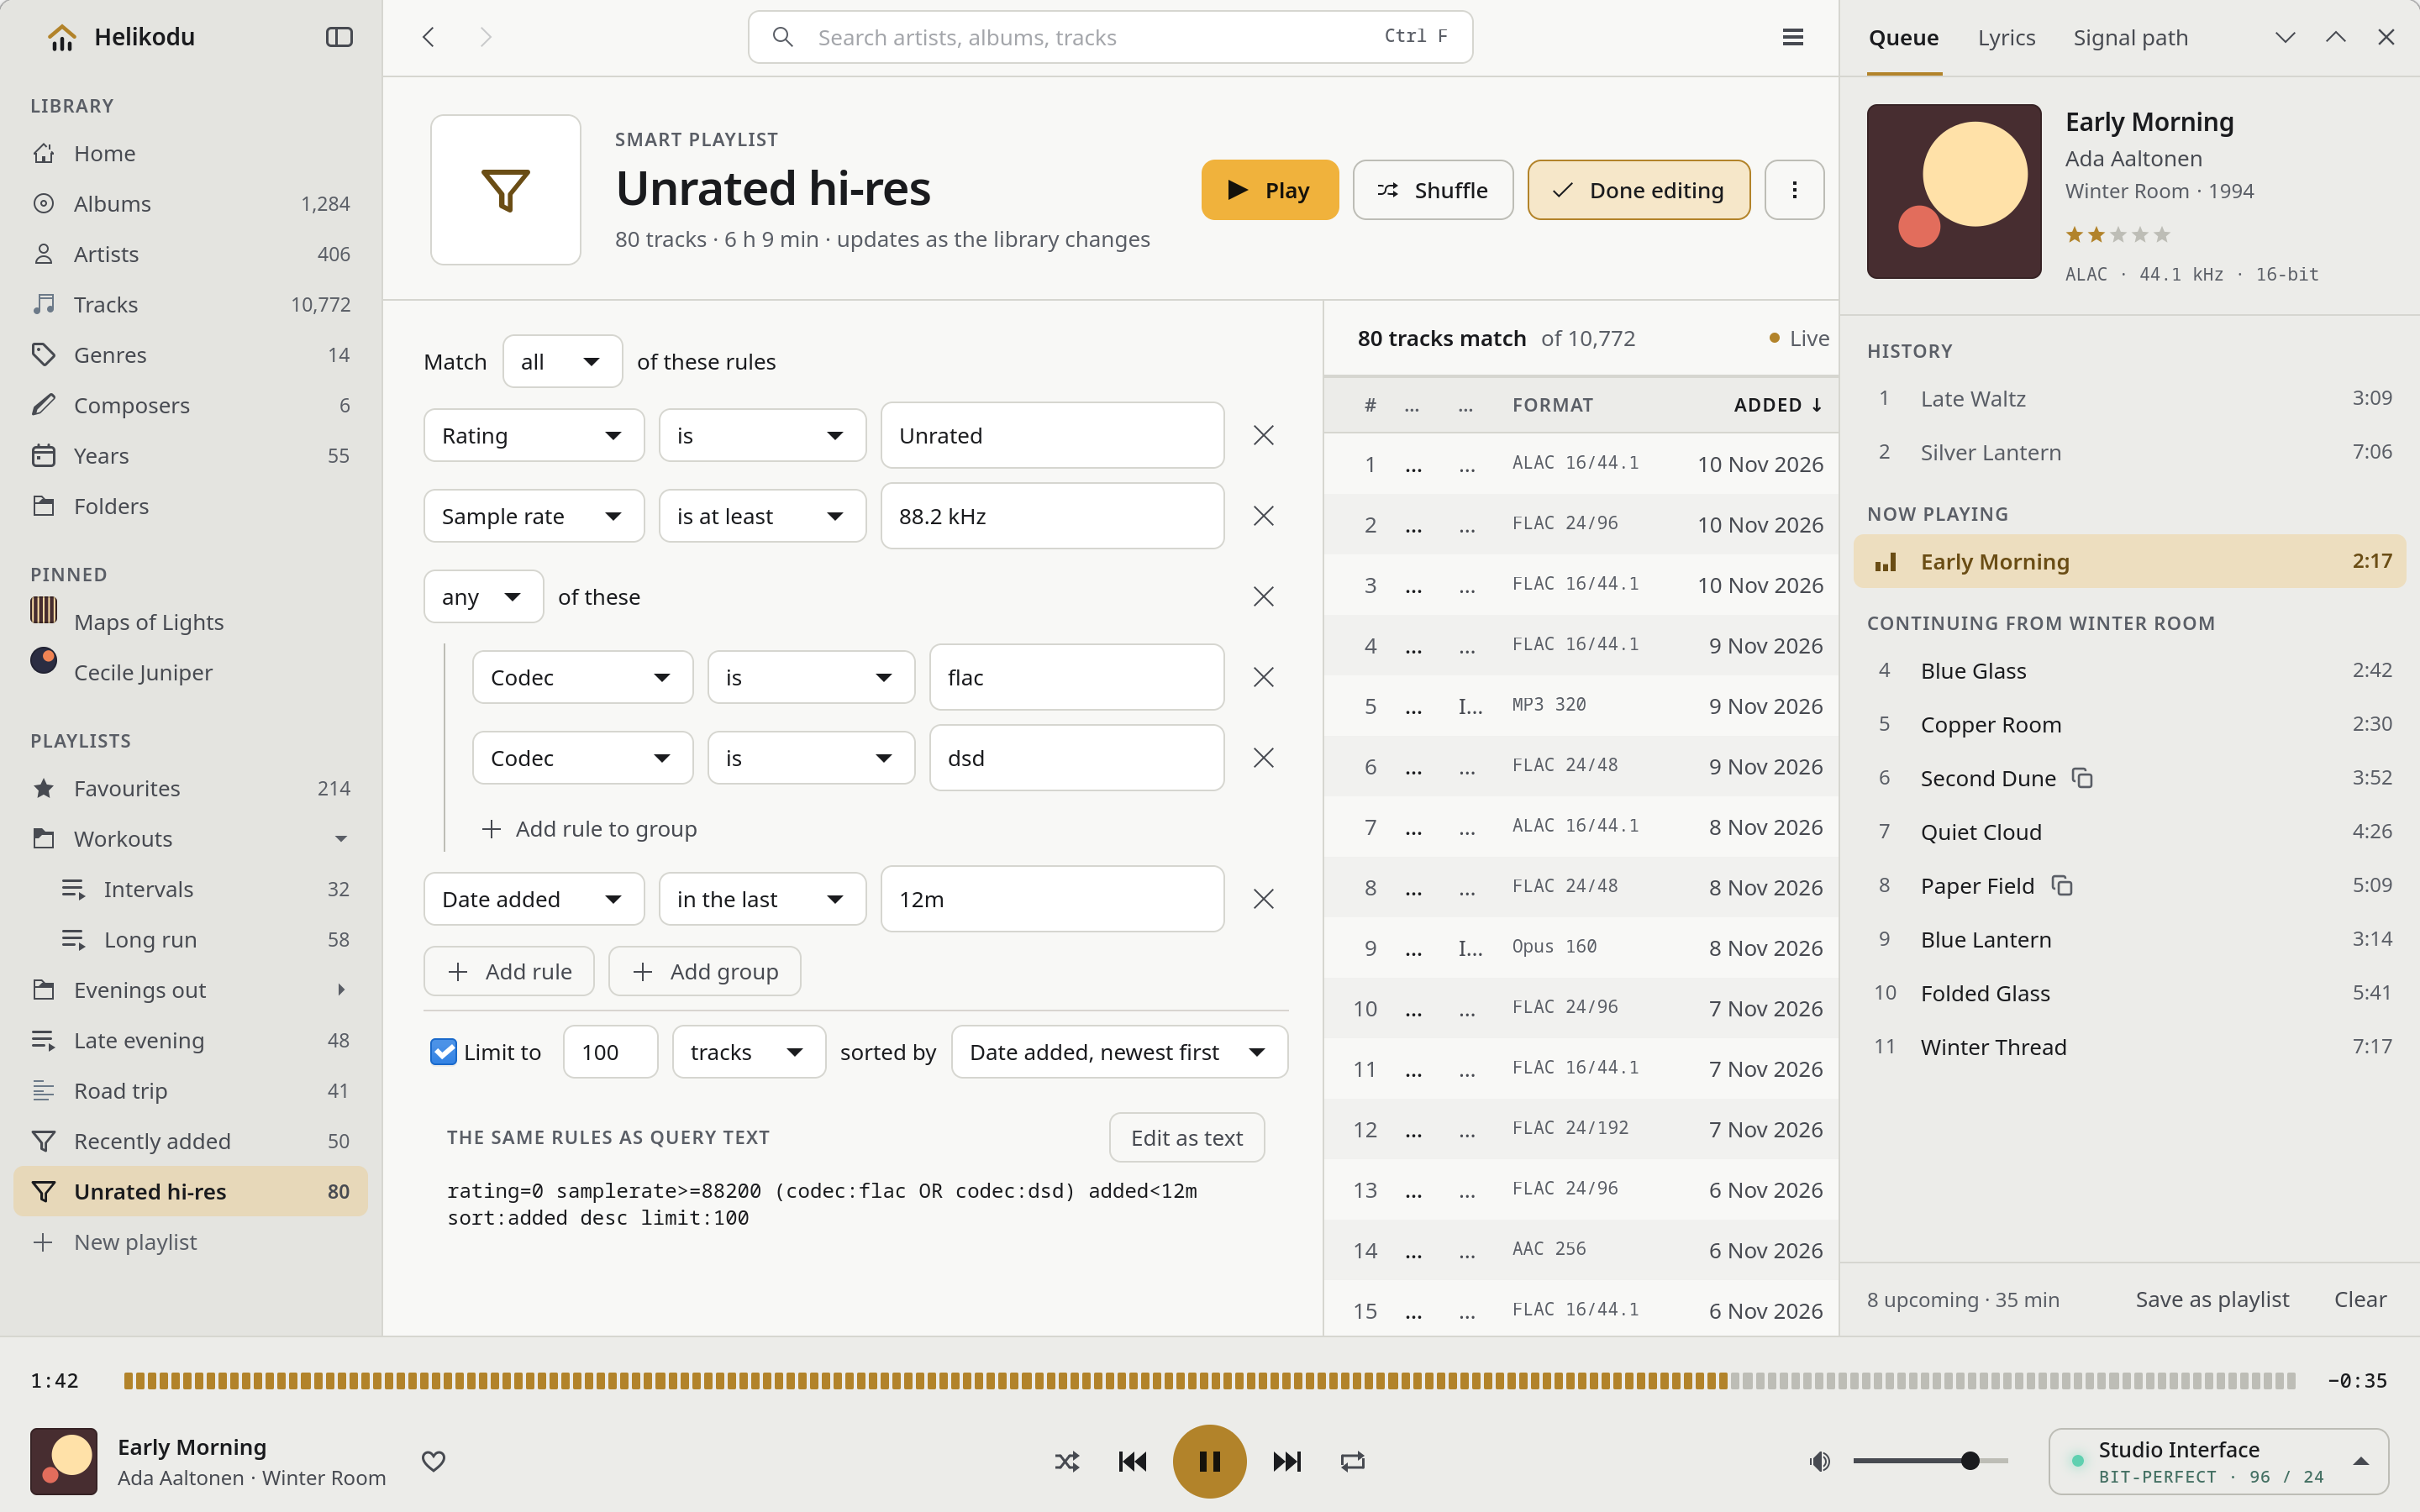 Helikodu
LIBRARY
Home
Albums 1,284
Artists 406
Tracks 10,772
Genres 14
Composers 6
Years 55
Folders
PINNED
Maps of Lights
Cecile Juniper
PLAYLISTS
Favourites 214
Workouts
Intervals 32
Long run 58
Evenings out
Late evening 48
Road trip 41
Recently added 50
Unrated hi-res 80
New playlist
Search artists, albums, tracks Ctrl F
SMART PLAYLIST
Unrated hi-res
80 tracks · 6 h 9 min · updates as the library changes
Play Shuffle Done editing
Match all of these rules
Rating is Unrated
Sample rate is at least 88.2 kHz
any of these
Codec is flac
Codec is dsd
Add rule to group
Date added in the last 12m
Add rule Add group
Limit to 100 tracks sorted by Date added, newest first
THE SAME RULES AS QUERY TEXT Edit as text
rating=0 samplerate>=88200 (codec:flac OR codec:dsd) added<12m
sort:added desc limit:100
80 tracks match of 10,772 Live
# ... ... FORMAT ADDED ↓
1 ... ... ALAC 16/44.1 10 Nov 2026
2 ... ... FLAC 24/96 10 Nov 2026
3 ... ... FLAC 16/44.1 10 Nov 2026
4 ... ... FLAC 16/44.1 9 Nov 2026
5 ... I... MP3 320 9 Nov 2026
6 ... ... FLAC 24/48 9 Nov 2026
7 ... ... ALAC 16/44.1 8 Nov 2026
8 ... ... FLAC 24/48 8 Nov 2026
9 ... I... Opus 160 8 Nov 2026
10 ... ... FLAC 24/96 7 Nov 2026
11 ... ... FLAC 16/44.1 7 Nov 2026
12 ... ... FLAC 24/192 7 Nov 2026
13 ... ... FLAC 24/96 6 Nov 2026
14 ... ... AAC 256 6 Nov 2026
15 ... ... FLAC 16/44.1 6 Nov 2026
Queue Lyrics Signal path
Early Morning
Ada Aaltonen
Winter Room · 1994
ALAC · 44.1 kHz · 16-bit
HISTORY
1 Late Waltz 3:09
2 Silver Lantern 7:06
NOW PLAYING
Early Morning 2:17
CONTINUING FROM WINTER ROOM
4 Blue Glass 2:42
5 Copper Room 2:30
6 Second Dune 3:52
7 Quiet Cloud 4:26
8 Paper Field 5:09
9 Blue Lantern 3:14
10 Folded Glass 5:41
11 Winter Thread 7:17
8 upcoming · 35 min Save as playlist Clear
1:42 −0:35
Early Morning
Ada Aaltonen · Winter Room
Studio Interface
BIT-PERFECT · 96 / 24